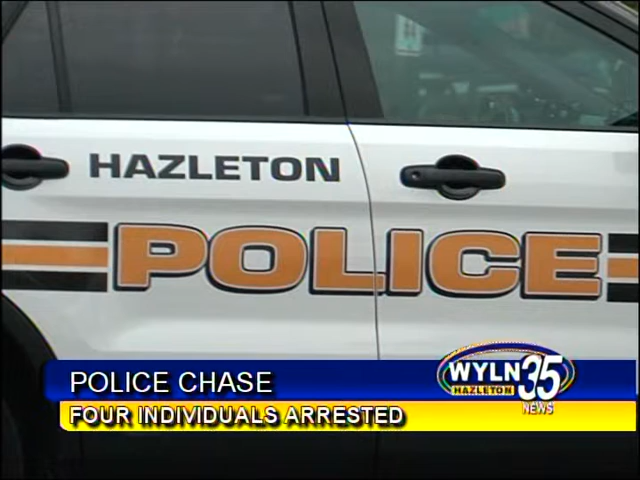 HAZLETON
POLICE
POLICE CHASE
FOUR INDIVIDUALS ARRESTED
WYLN 35
HAZLETON
NEWS